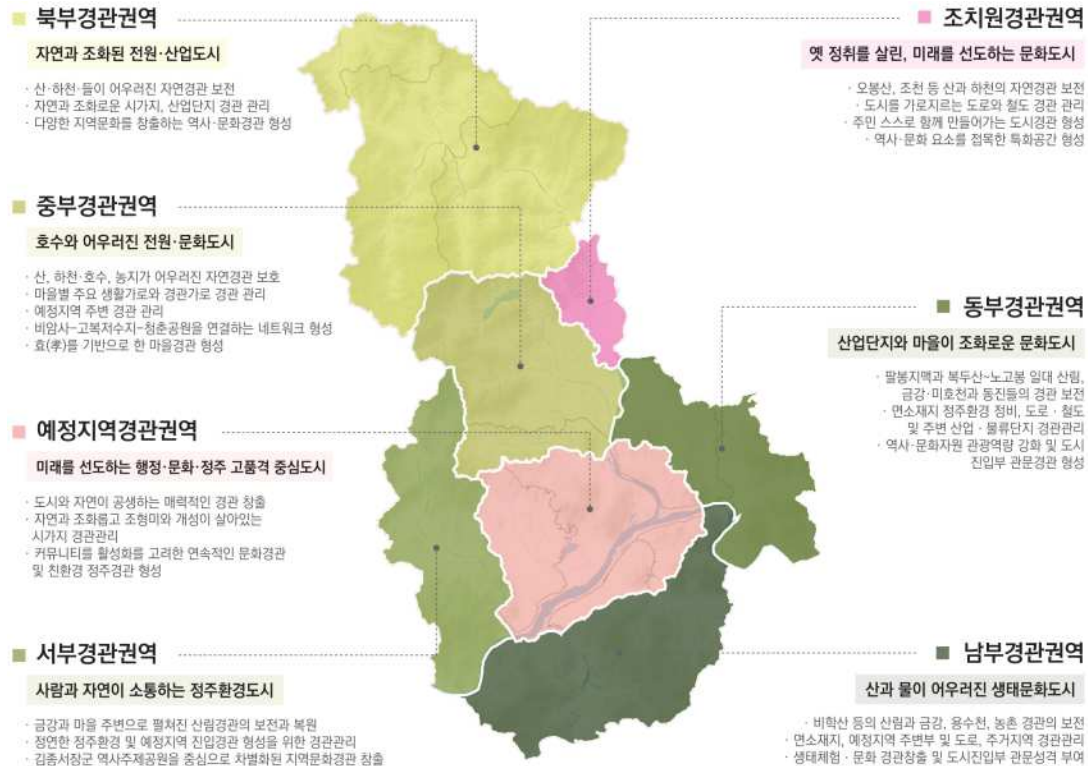 북부경관권역
자연과 조화된 전원·산업도시
· 산·하천·들이 어우러진 자연경관 보전
· 자연과 조화로운 시가지, 산업단지 경관 관리
· 다양한 지역문화를 창출하는 역사·문화경관 형성
중부경관권역
호수와 어우러진 전원·문화도시
· 산, 하천·호수, 농지가 어우러진 자연경관 보호
· 마을별 주요 생활가로와 경관가로 경관 관리
· 예정지역 주변 경관 관리
· 비암사-고복저수지-청춘공원을 연결하는 네트워크 형성
· 효(孝)를 기반으로 한 마을경관 형성
예정지역경관권역
미래를 선도하는 행정·문화·정주 고품격 중심도시
· 도시와 자연이 공생하는 매력적인 경관 창출
· 자연과 조화롭고 조형미와 개성이 살아있는
시가지 경관관리
· 커뮤니티를 활성화를 고려한 연속적인 문화경관
및 친환경 정주경관 형성
서부경관권역
사람과 자연이 소통하는 정주환경도시
· 금강과 마을 주변으로 펼쳐진 산림경관의 보전과 복원
· 정연한 정주환경 및 예정지역 진입경관 형성을 위한 경관관리
· 김종서장군 역사주제공원을 중심으로 차별화된 지역문화경관 창출
조치원경관권역
옛 정취를 살린, 미래를 선도하는 문화도시
· 오봉산, 조천 등 산과 하천의 자연경관 보전
· 도시를 가로지르는 도로와 철도 경관 관리
· 주민 스스로 함께 만들어가는 도시경관 형성
· 역사·문화 요소를 접목한 특화공간 형성
동부경관권역
산업단지와 마을이 조화로운 문화도시
· 팔봉지맥과 복두산~노고봉 일대 산림,
금강·미호천과 동진들의 경관 보전
· 면소재지 정주환경 정비, 도로·철도
및 주변 산업·물류단지 경관관리
· 역사·문화자원 관광역량 강화 및 도시
진입부 관문경관 형성
남부경관권역
산과 물이 어우러진 생태문화도시
· 비학산 등의 산림과 금강, 용수천, 농촌 경관의 보전
· 면소재지, 예정지역 주변부 및 도로, 주거지역 경관관리
· 생태체험·문화 경관창출 및 도시진입부 관문성격 부여